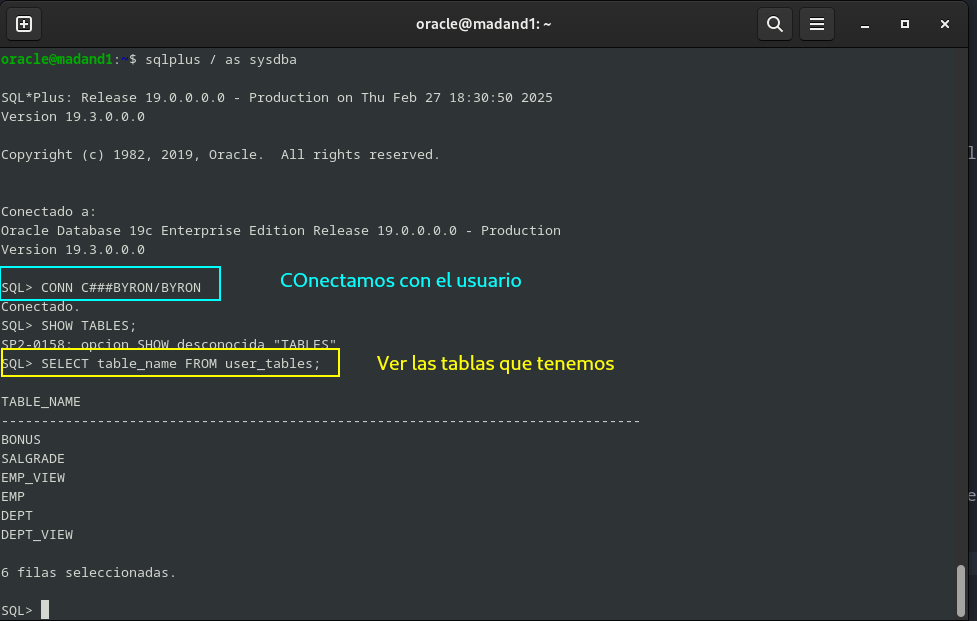 oracle@madand1: ~
oracle@madand1:~$ sqlplus / as sysdba
SQL*Plus: Release 19.0.0.0.0 - Production on Thu Feb 27 18:30:50 2025
Version 19.3.0.0.0
Copyright (c) 1982, 2019, Oracle.  All rights reserved.
Conectado a:
Oracle Database 19c Enterprise Edition Release 19.0.0.0.0 - Production
Version 19.3.0.0.0
SQL> CONN C###BYRON/BYRON
COnectamos con el usuario
Conectado.
SQL> SHOW TABLES;
SP2-0158: opcion SHOW desconocida "TABLES"
SQL> SELECT table_name FROM user_tables;
Ver las tablas que tenemos
TABLE_NAME
--------------------------------------------------------------------------------
BONUS
SALGRADE
EMP_VIEW
EMP
DEPT
DEPT_VIEW
6 filas seleccionadas.
SQL>